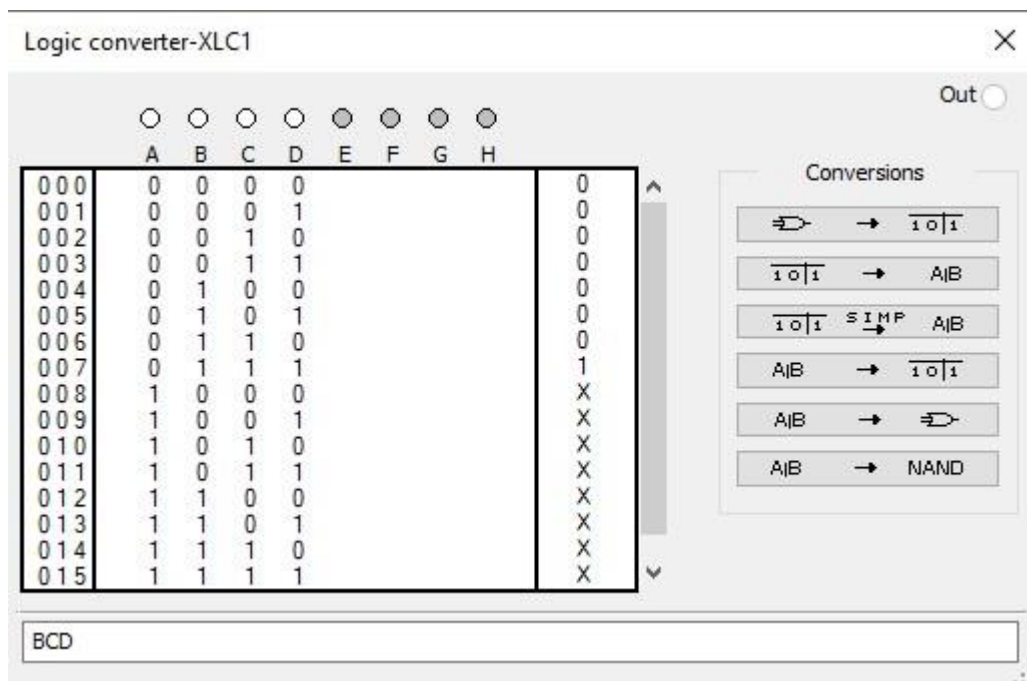 Logic converter-XLC1
Out
A B C D E F G H
000 0 0 0 0 0
001 0 0 0 1 0
002 0 0 1 0 0
003 0 0 1 1 0
004 0 1 0 0 0
005 0 1 0 1 0
006 0 1 1 0 0
007 0 1 1 1 1
008 1 0 0 0 X
009 1 0 0 1 X
010 1 0 1 0 X
011 1 0 1 1 X
012 1 1 0 0 X
013 1 1 0 1 X
014 1 1 1 0 X
015 1 1 1 1 X
Conversions
→ 1 0|1
1 0|1 → A|B
1 0|1 SIMP → A|B
A|B → 1 0|1
A|B →
A|B → NAND
BCD